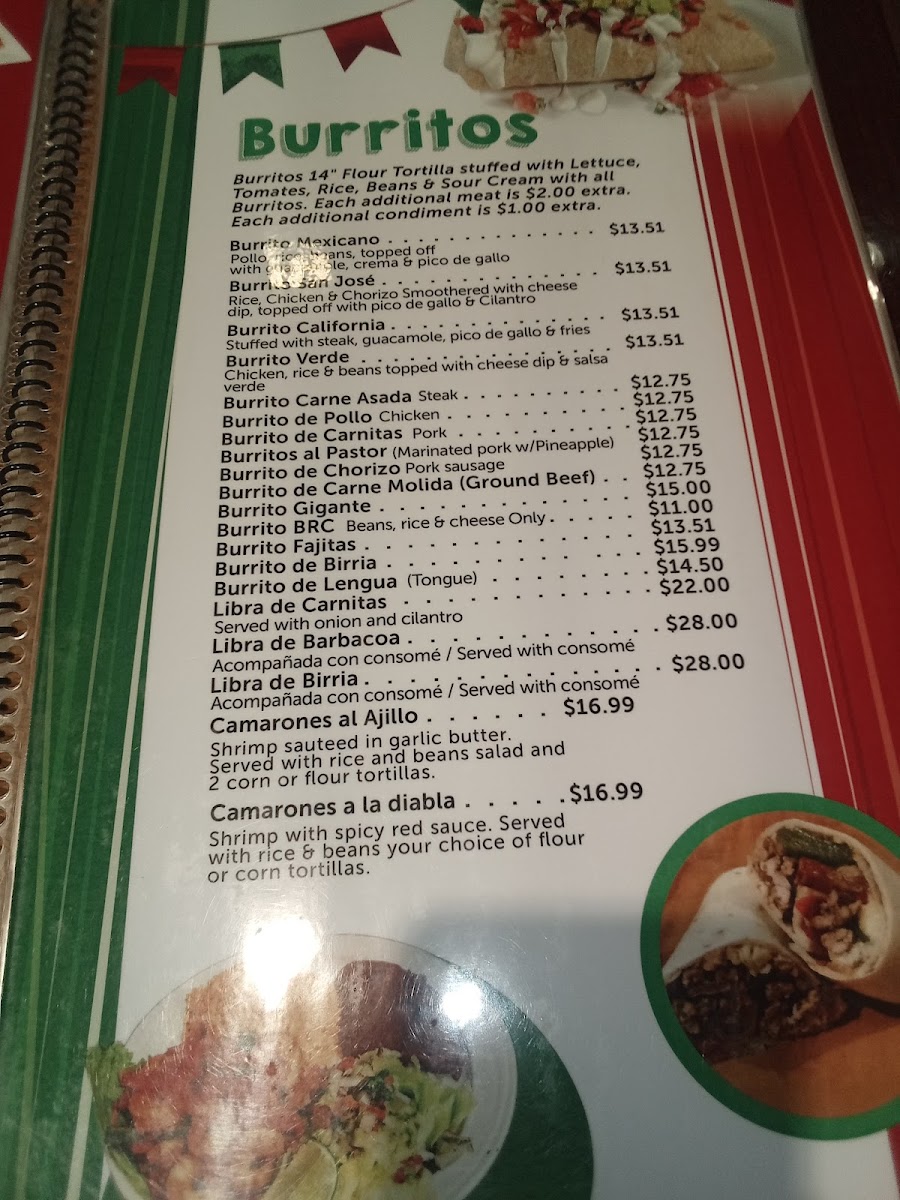 Burritos
Burritos 14" Flour Tortilla stuffed with Lettuce,
Tomates, Rice, Beans & Sour Cream with all
Burritos. Each additional meat is $2.00 extra.
Each additional condiment is $1.00 extra.
Burrito Mexicano . . . . . . . . . . . . . $13.51
Pollo, rice, beans, topped off
with guacamole, crema & pico de gallo
Burrito San José . . . . . . . . . . . . . $13.51
Rice, Chicken & Chorizo Smoothered with cheese
dip, topped off with pico de gallo & Cilantro
Burrito California . . . . . . . . . . . . . $13.51
Stuffed with steak, guacamole, pico de gallo & fries
Burrito Verde . . . . . . . . . . . . . $13.51
Chicken, rice & beans topped with cheese dip & salsa
verde
Burrito Carne Asada Steak . . . . . . . . . . $12.75
Burrito de Pollo Chicken . . . . . . . . . . $12.75
Burrito de Carnitas Pork . . . . . . . . . $12.75
Burritos al Pastor (Marinated pork w/Pineapple) $12.75
Burrito de Chorizo Pork sausage $12.75
Burrito de Carne Molida (Ground Beef) . . $12.75
Burrito Gigante . . . . . . . . . . . . $15.00
Burrito BRC Beans, rice & cheese Only . . . . . $11.00
Burrito Fajitas . . . . . . . . . . . . . $13.51
Burrito de Birria . . . . . . . . . . . . $15.99
Burrito de Lengua (Tongue) . . . . . . . . $14.50
Libra de Carnitas . . . . . . . . . . . . $22.00
Served with onion and cilantro
Libra de Barbacoa . . . . . . . . . . . . $28.00
Acompañada con consomé / Served with consomé
Libra de Birria . . . . . . . . . . . . . $28.00
Acompañada con consomé / Served with consomé
Camarones al Ajillo . . . . . . $16.99
Shrimp sauteed in garlic butter.
Served with rice and beans salad and
2 corn or flour tortillas.
Camarones a la diabla . . . . . $16.99
Shrimp with spicy red sauce. Served
with rice & beans your choice of flour
or corn tortillas.